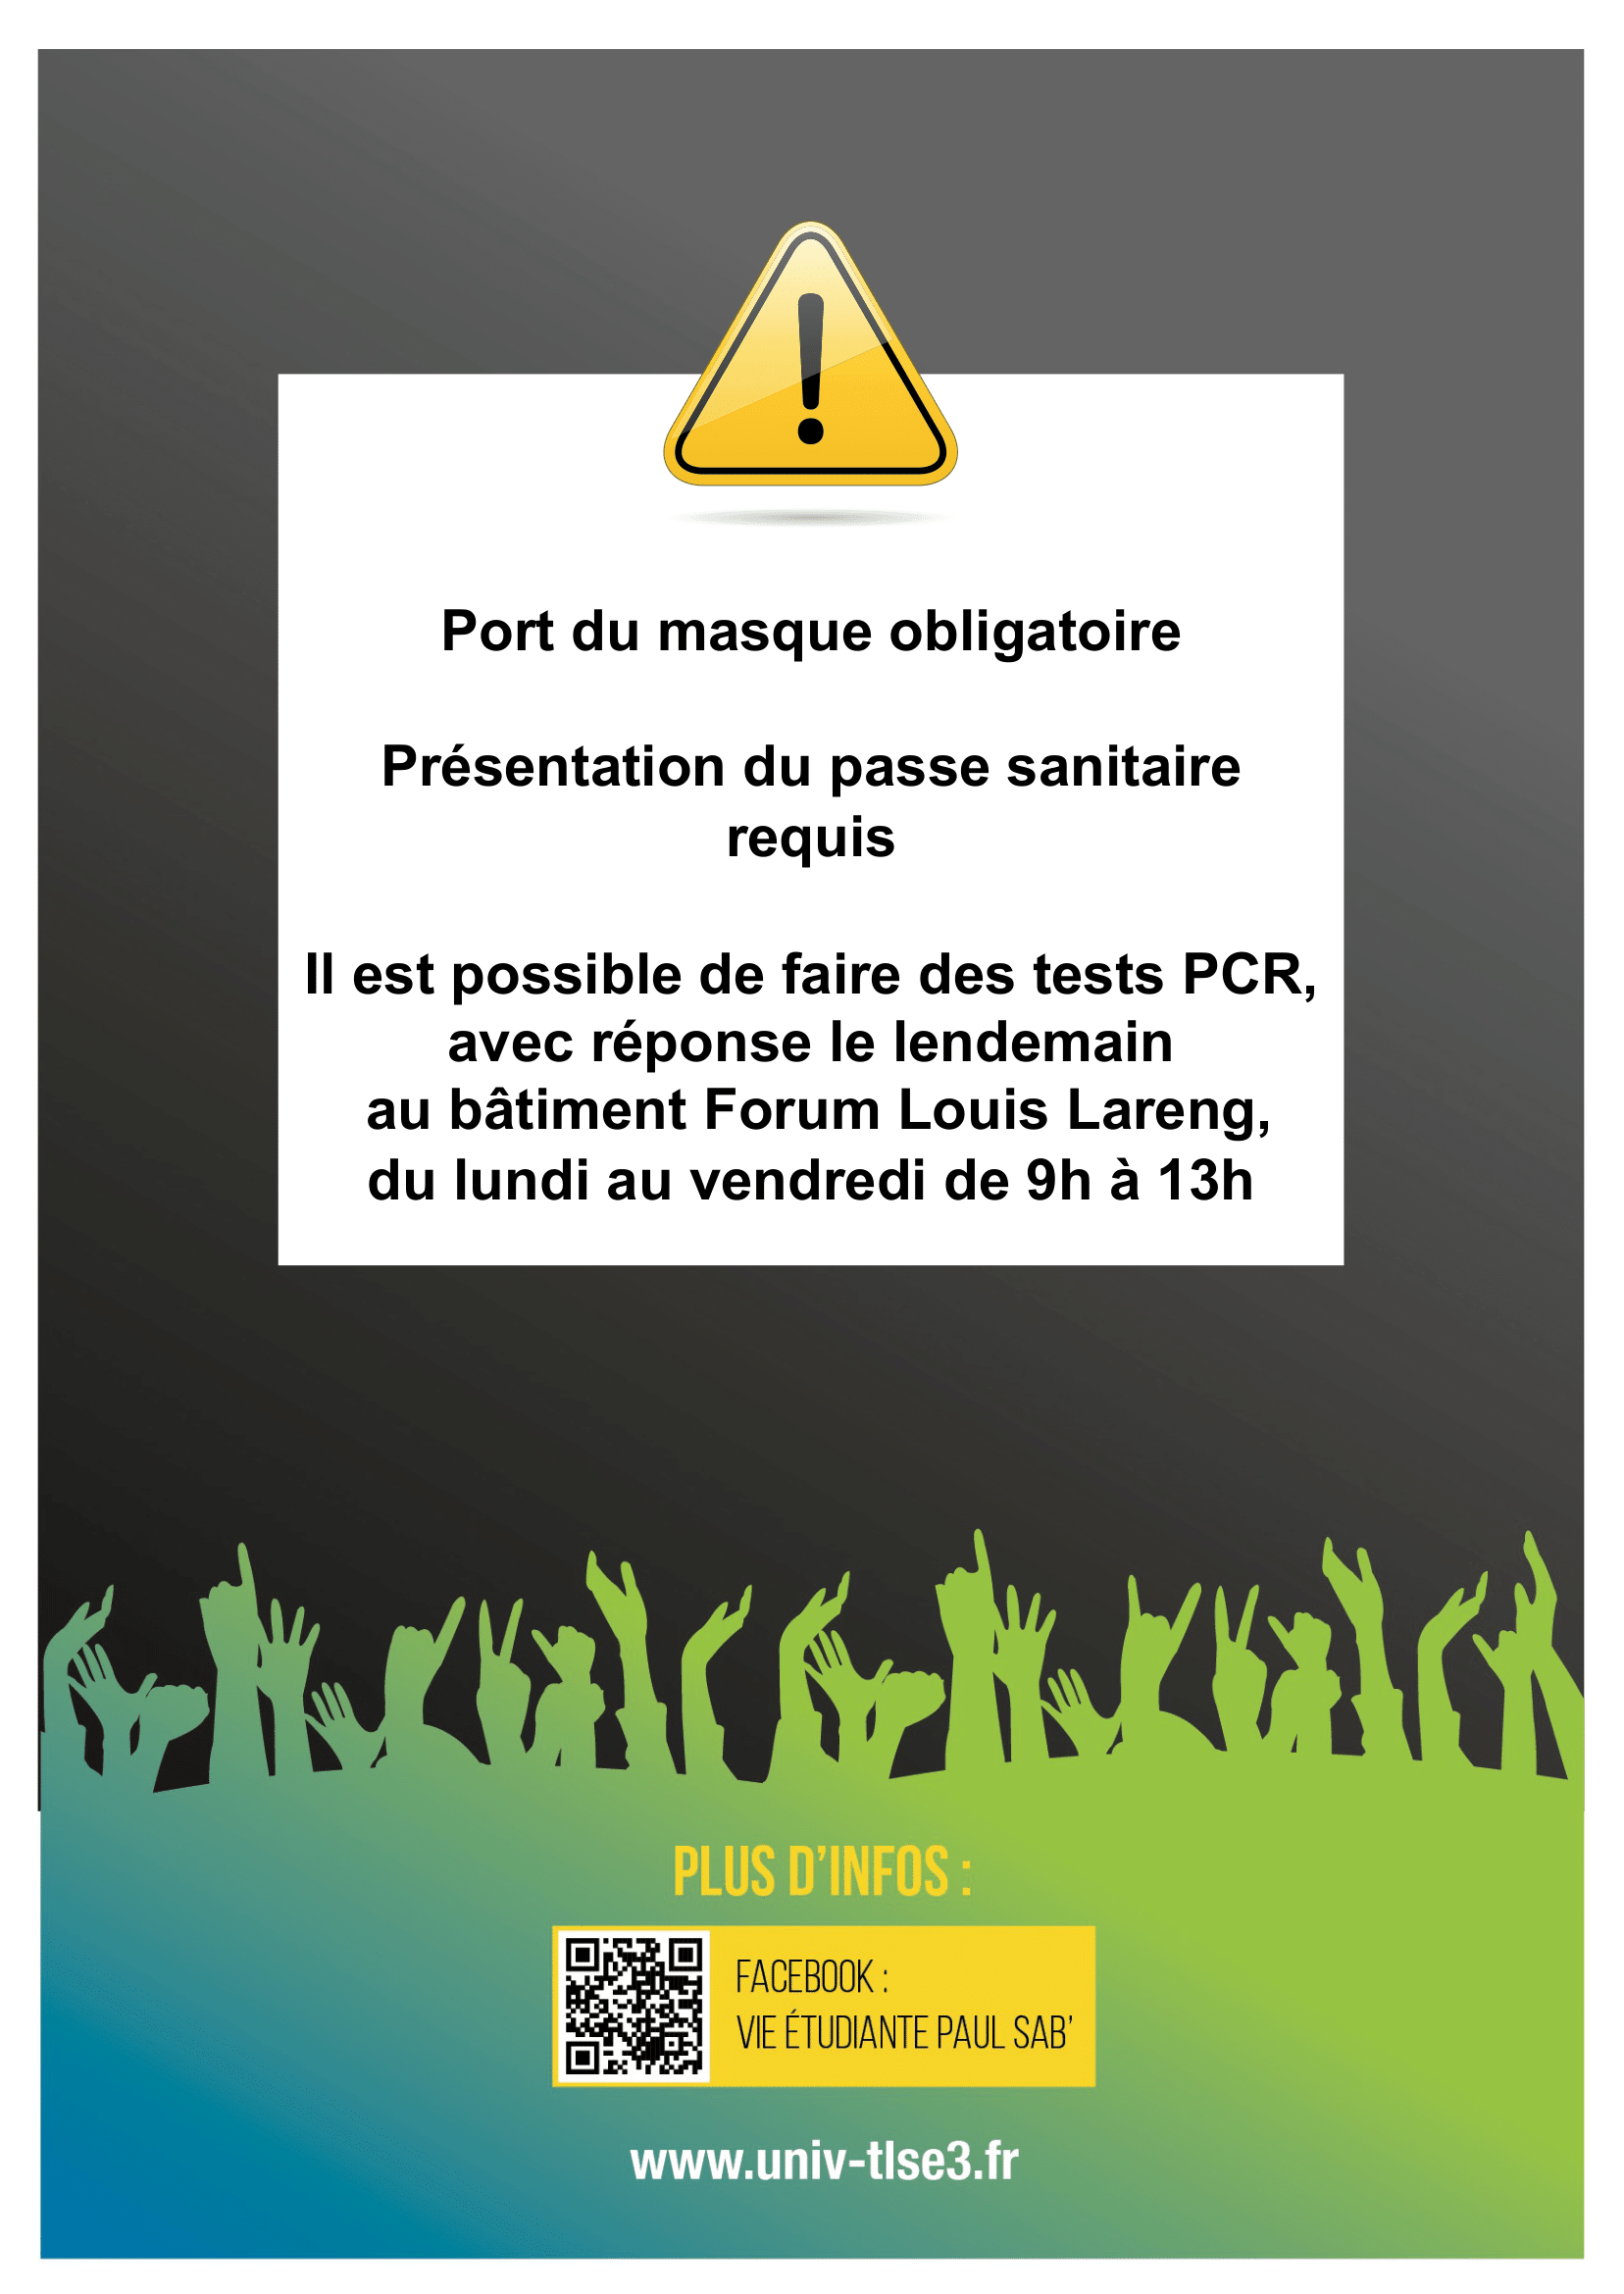 Port du masque obligatoire
Présentation du passe sanitaire
requis
Il est possible de faire des tests PCR,
avec réponse le lendemain
au bâtiment Forum Louis Lareng,
du lundi au vendredi de 9h à 13h
PLUS D'INFOS :
FACEBOOK :
VIE ÉTUDIANTE PAUL SAB'
www.univ-tlse3.fr